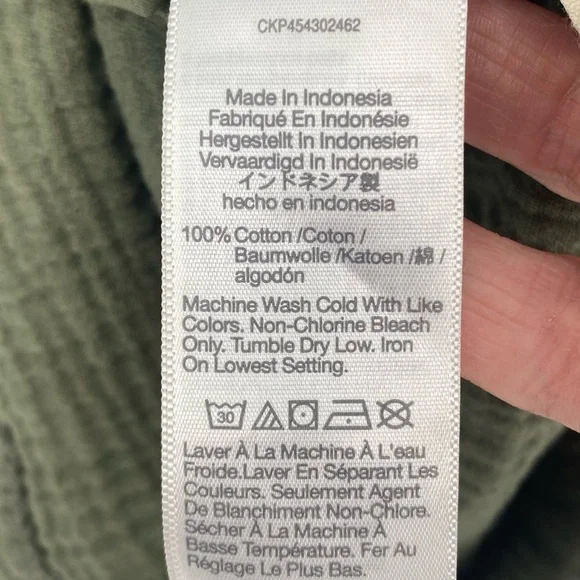 CKP454302462
Made In Indonesia
Fabriqué En Indonésie
Hergestellt In Indonesien
Vervaardigd In Indonesië
インドネシア製
hecho en indonesia
100% Cotton /Coton /
Baumwolle /Katoen /綿 /
algodón
Machine Wash Cold With Like
Colors. Non-Chlorine Bleach
Only. Tumble Dry Low. Iron
On Lowest Setting.
30
Laver À La Machine À L'eau
Froide.Laver En Séparant Les
Couleurs. Seulement Agent
De Blanchiment Non-Chlore.
Sécher À La Machine À
Basse Température. Fer Au
Réglage Le Plus Bas.